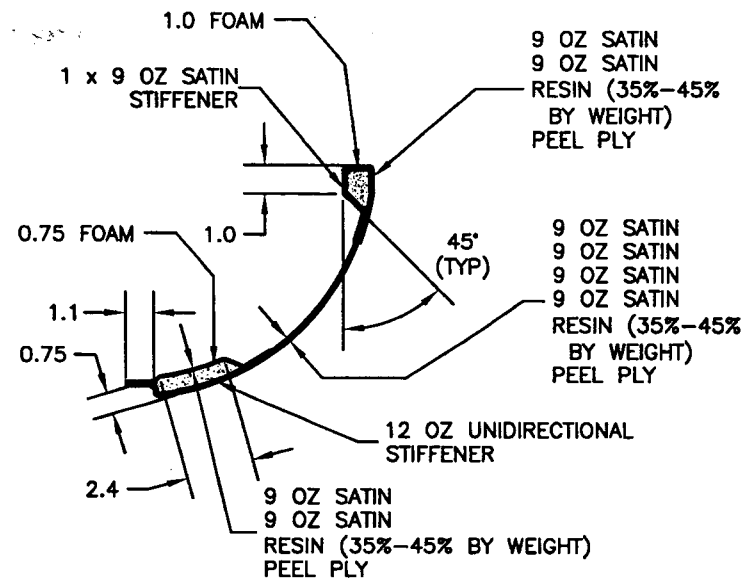 1.0 FOAM
1 x 9 OZ SATIN
STIFFENER
9 OZ SATIN
9 OZ SATIN
RESIN (35%-45%
BY WEIGHT)
PEEL PLY
1.0
0.75 FOAM
45°
(TYP)
9 OZ SATIN
9 OZ SATIN
9 OZ SATIN
9 OZ SATIN
RESIN (35%-45%
BY WEIGHT)
PEEL PLY
1.1
0.75
12 OZ UNIDIRECTIONAL
STIFFENER
2.4
9 OZ SATIN
9 OZ SATIN
RESIN (35%-45% BY WEIGHT)
PEEL PLY